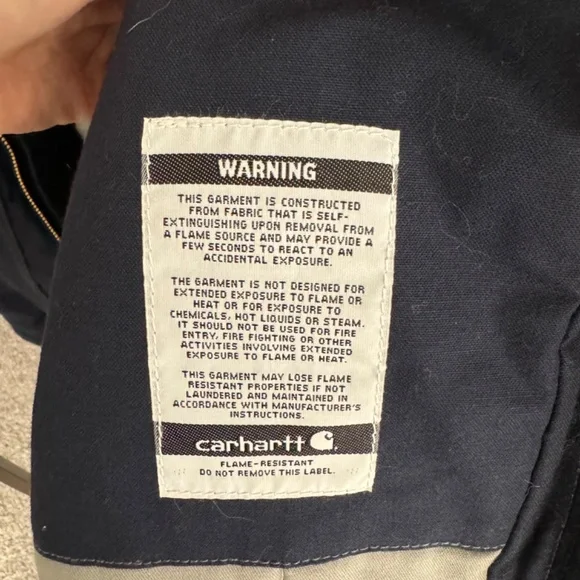 WARNING
THIS GARMENT IS CONSTRUCTED
FROM FABRIC THAT IS SELF-
EXTINGUISHING UPON REMOVAL FROM
A FLAME SOURCE AND MAY PROVIDE A
FEW SECONDS TO REACT TO AN
ACCIDENTAL EXPOSURE.
THE GARMENT IS NOT DESIGNED FOR
EXTENDED EXPOSURE TO FLAME OR
HEAT OR FOR EXPOSURE TO
CHEMICALS, HOT LIQUIDS OR STEAM.
IT SHOULD NOT BE USED FOR FIRE
ENTRY, FIRE FIGHTING OR OTHER
ACTIVITIES INVOLVING EXTENDED
EXPOSURE TO FLAME OR HEAT.
THIS GARMENT MAY LOSE FLAME
RESISTANT PROPERTIES IF NOT
LAUNDERED AND MAINTAINED IN
ACCORDANCE WITH MANUFACTURER'S
INSTRUCTIONS.
carhartt
FLAME-RESISTANT
DO NOT REMOVE THIS LABEL.